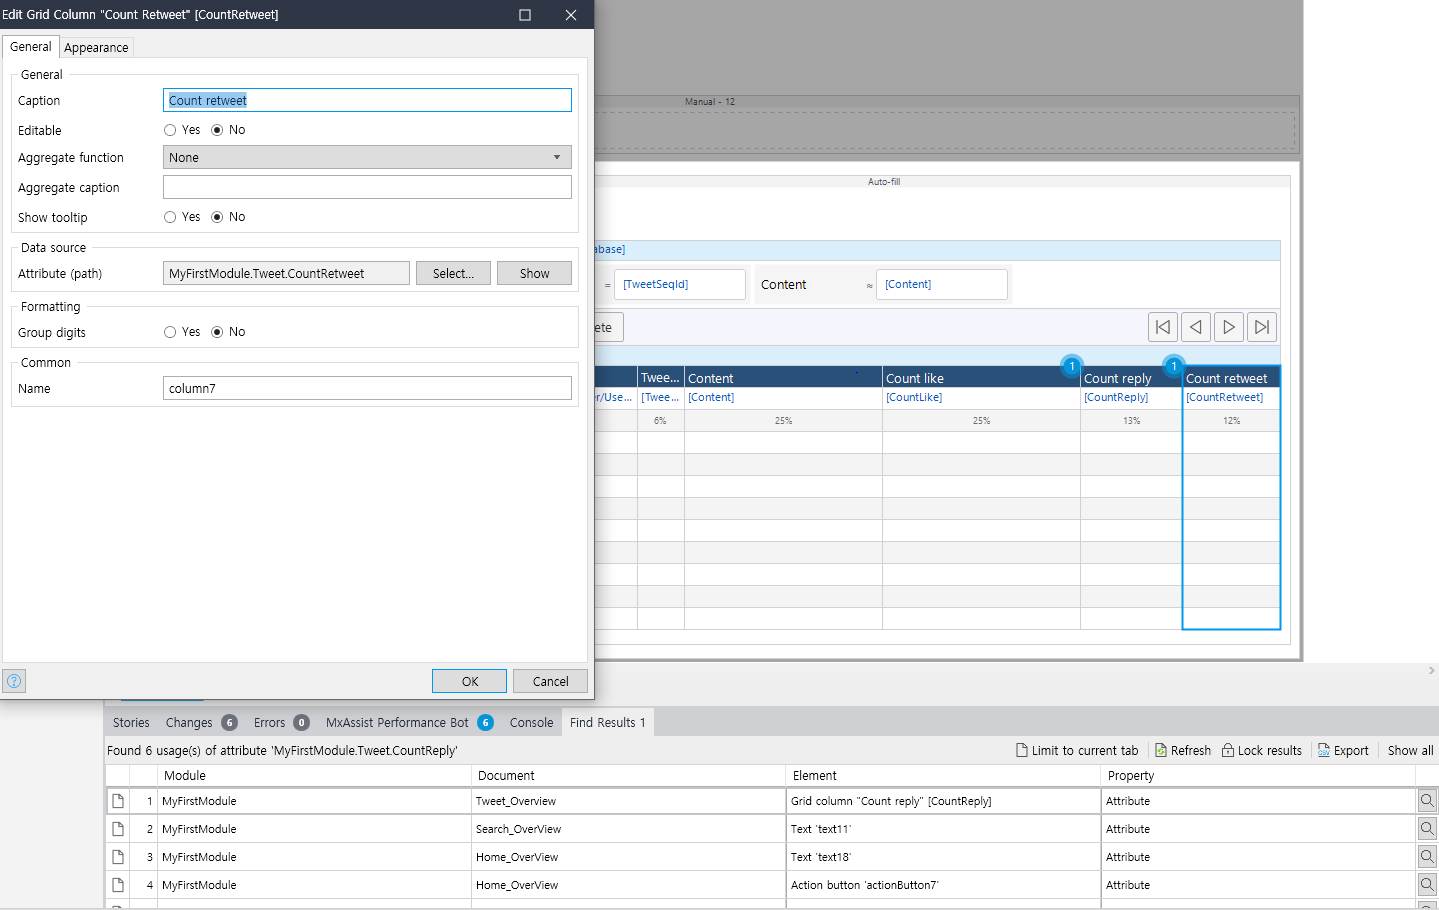 Edit Grid Column "Count Retweet" [CountRetweet]
General Appearance
General
Caption Count retweet
Editable Yes No
Aggregate function None
Aggregate caption
Show tooltip Yes No
Data source
Attribute (path) MyFirstModule.Tweet.CountRetweet Select... Show
Formatting
Group digits Yes No
Common
Name column7
OK Cancel
Manual - 12
Auto-fill
abase]
= [TweetSeqId] Content ≈ [Content]
ete
1 1
Twee... Content Count like Count reply Count retweet
er/Use... [Twee... [Content] [CountLike] [CountReply] [CountRetweet]
6% 25% 25% 13% 12%
Stories Changes 6 Errors 0 MxAssist Performance Bot 6 Console Find Results 1
Found 6 usage(s) of attribute 'MyFirstModule.Tweet.CountReply' Limit to current tab Refresh Lock results CSV Export Show all
Module Document Element Property
1 MyFirstModule Tweet_Overview Grid column "Count reply" [CountReply] Attribute
2 MyFirstModule Search_OverView Text 'text11' Attribute
3 MyFirstModule Home_OverView Text 'text18' Attribute
4 MyFirstModule Home_OverView Action button 'actionButton7' Attribute